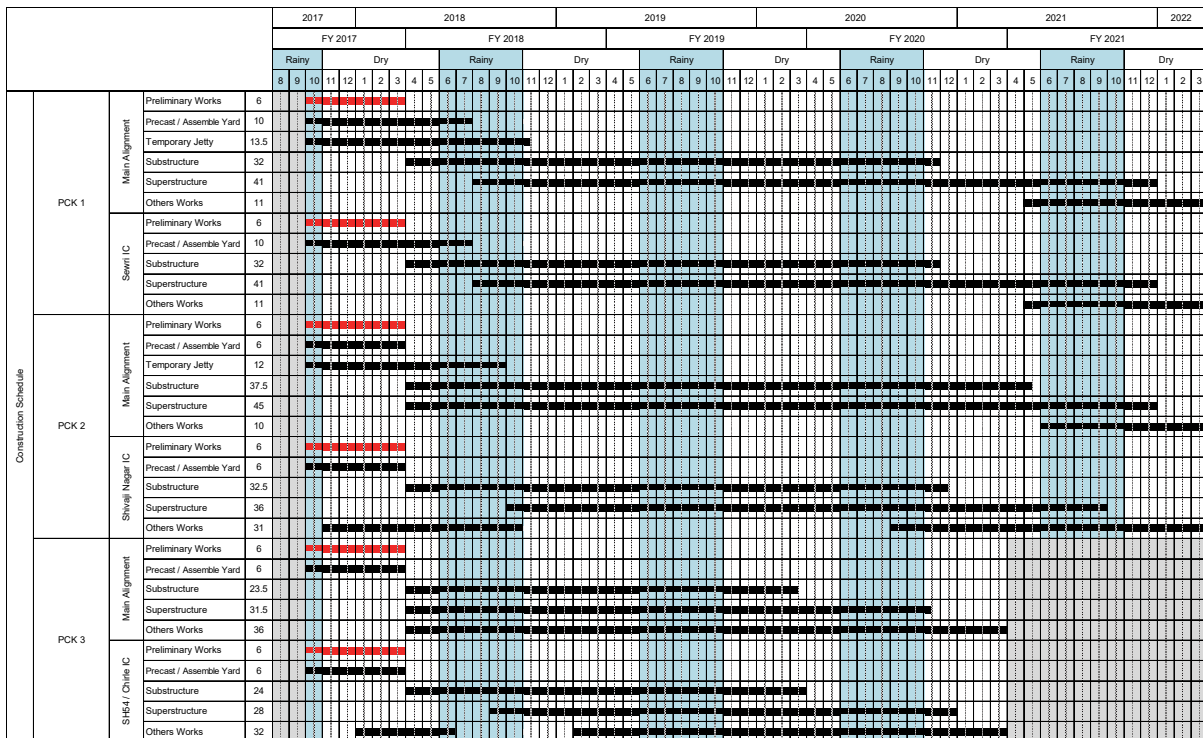 2017 2018 2019 2020 2021 2022
FY 2017 FY 2018 FY 2019 FY 2020 FY 2021
Rainy Dry Rainy Dry Rainy Dry Rainy Dry Rainy Dry
8 9 10 11 12 1 2 3 4 5 6 7 8 9 10 11 12 1 2 3 4 5 6 7 8 9 10 11 12 1 2 3 4 5 6 7 8 9 10 11 12 1 2 3 4 5 6 7 8 9 10 11 12 1 2 3
Construction Schedule
PCK 1
Main Alignment
Preliminary Works 6
Precast / Assemble Yard 10
Temporary Jetty 13.5
Substructure 32
Superstructure 41
Others Works 11
Sewri IC
Preliminary Works 6
Precast / Assemble Yard 10
Substructure 32
Superstructure 41
Others Works 11
PCK 2
Main Alignment
Preliminary Works 6
Precast / Assemble Yard 6
Temporary Jetty 12
Substructure 37.5
Superstructure 45
Others Works 10
Shivaji Nagar IC
Preliminary Works 6
Precast / Assemble Yard 6
Substructure 32.5
Superstructure 36
Others Works 31
PCK 3
Main Alignment
Preliminary Works 6
Precast / Assemble Yard 6
Substructure 23.5
Superstructure 31.5
Others Works 36
SH54 / Chirle IC
Preliminary Works 6
Precast / Assemble Yard 6
Substructure 24
Superstructure 28
Others Works 32